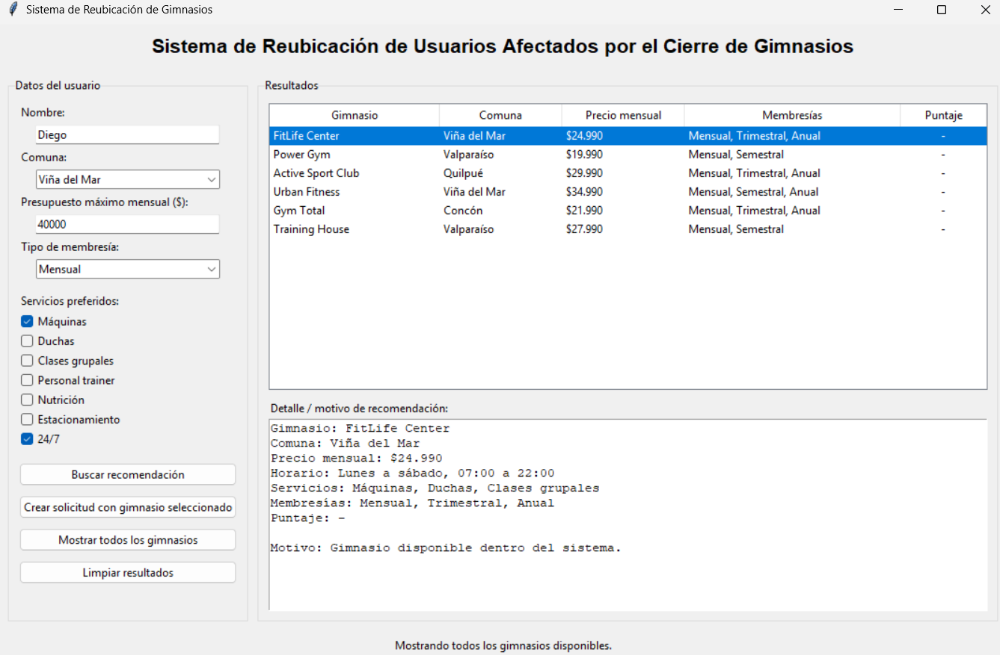 Sistema de Reubicación de Gimnasios
Sistema de Reubicación de Usuarios Afectados por el Cierre de Gimnasios
Datos del usuario
Nombre:
Diego
Comuna:
Viña del Mar
Presupuesto máximo mensual ($):
40000
Tipo de membresía:
Mensual
Servicios preferidos:
Máquinas
Duchas
Clases grupales
Personal trainer
Nutrición
Estacionamiento
24/7
Buscar recomendación
Crear solicitud con gimnasio seleccionado
Mostrar todos los gimnasios
Limpiar resultados
Resultados
Gimnasio Comuna Precio mensual Membresías Puntaje
FitLife Center Viña del Mar $24.990 Mensual, Trimestral, Anual -
Power Gym Valparaíso $19.990 Mensual, Semestral -
Active Sport Club Quilpué $29.990 Mensual, Trimestral, Anual -
Urban Fitness Viña del Mar $34.990 Mensual, Semestral, Anual -
Gym Total Concón $21.990 Mensual, Trimestral, Anual -
Training House Valparaíso $27.990 Mensual, Semestral -
Detalle / motivo de recomendación:
Gimnasio: FitLife Center
Comuna: Viña del Mar
Precio mensual: $24.990
Horario: Lunes a sábado, 07:00 a 22:00
Servicios: Máquinas, Duchas, Clases grupales
Membresías: Mensual, Trimestral, Anual
Puntaje: -
Motivo: Gimnasio disponible dentro del sistema.
Mostrando todos los gimnasios disponibles.